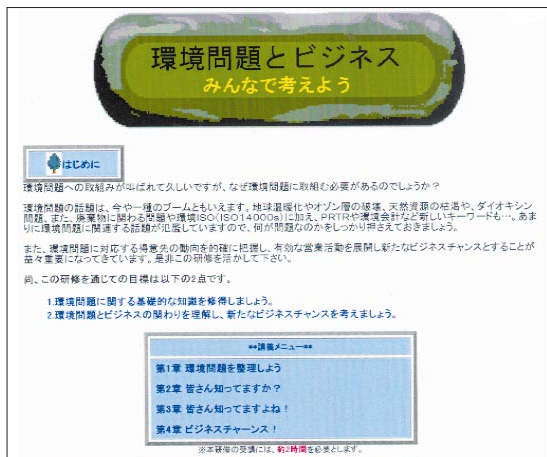 環境問題とビジネス
みんなで考えよう
はじめに
環境問題への取組みが叫ばれて久しいですが、なぜ環境問題に取組む必要があるのでしょうか？
環境問題の話題は、今や一種のブームともいえます。地球温暖化やオゾン層の破壊、天然資源の枯渇や、ダイオキシン
問題、また、廃棄物に関わる問題や環境ISO（ISO14000s）に加え、PRTRや環境会計など新しいキーワードも…。あま
りに環境問題に関連する話題が氾濫していますので、何が問題なのかをしっかり押さえておきましょう。
また、環境問題に対応する得意先の動向を的確に把握し、有効な営業活動を展開し新たなビジネスチャンスとすることが
益々重要になってきています。是非この研修を活かして下さい。
尚、この研修を通じての目標は以下の2点です。
1.環境問題に関する基礎的な知識を修得しましょう。
2.環境問題とビジネスの関わりを理解し、新たなビジネスチャンスを考えましょう。
**講義メニュー**
第1章 環境問題を整理しよう
第2章 皆さん知ってますか？
第3章 皆さん知ってますよね！
第4章 ビジネスチャーンス！
※本研修の受講には、約2時間を必要とします。